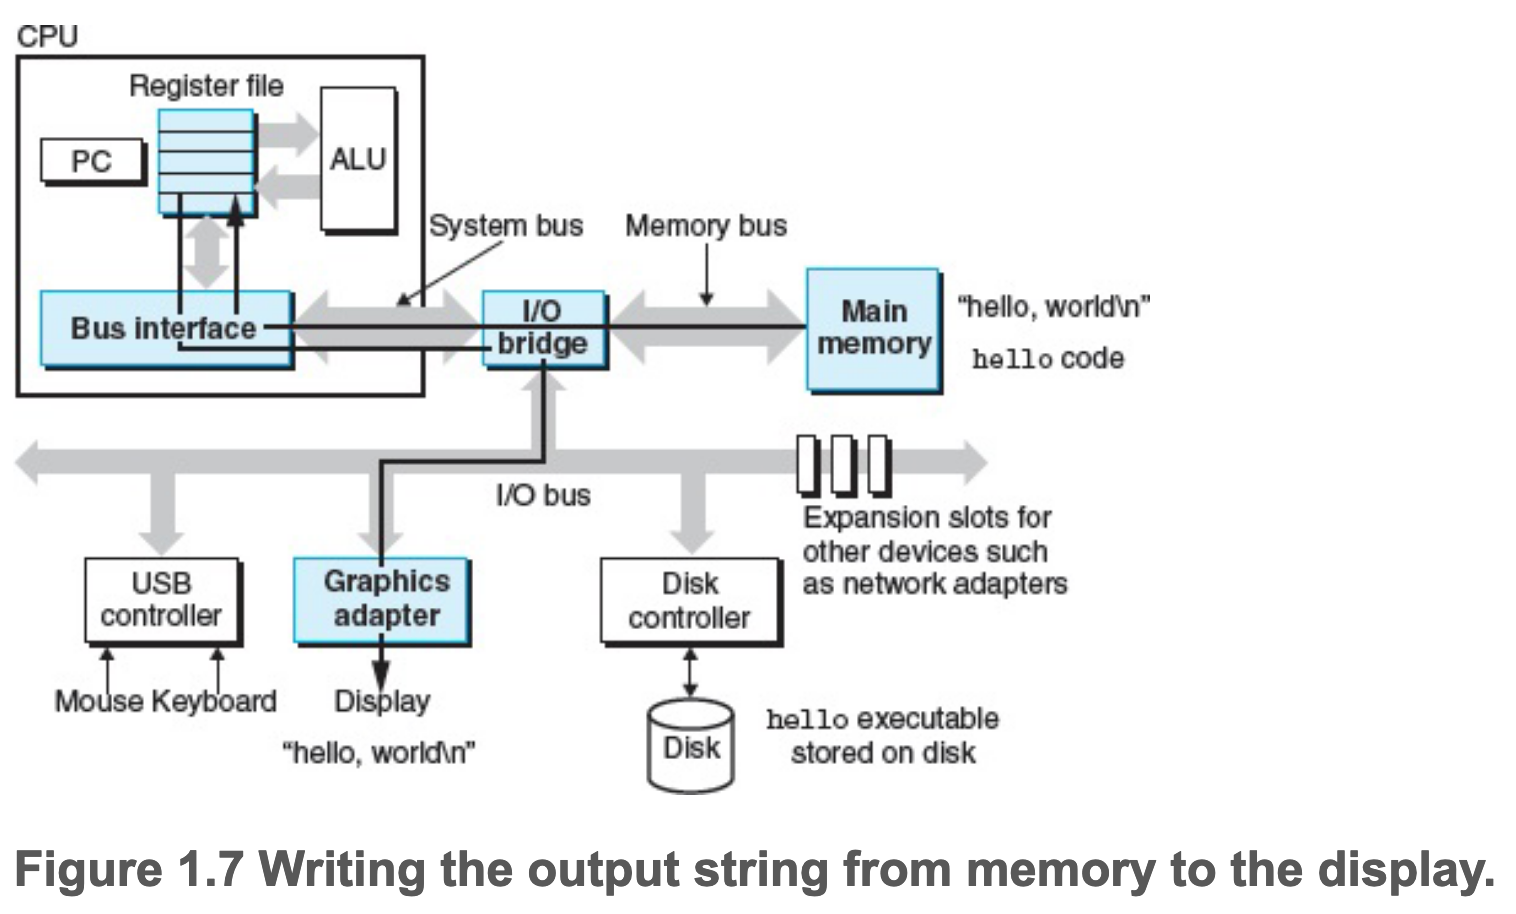 CPU
Register file
PC
ALU
System bus
Memory bus
Bus interface
I/O
bridge
Main
memory
“hello, world\n”
hello code
I/O bus
Expansion slots for
other devices such
as network adapters
USB
controller
Graphics
adapter
Disk
controller
Mouse Keyboard
Display
“hello, world\n”
Disk
hello executable
stored on disk
Figure 1.7 Writing the output string from memory to the display.